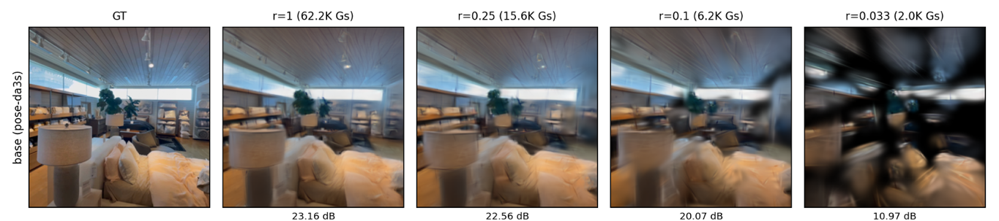 GT
r=1 (62.2K Gs)
r=0.25 (15.6K Gs)
r=0.1 (6.2K Gs)
r=0.033 (2.0K Gs)
base (pose-da3s)
23.16 dB
22.56 dB
20.07 dB
10.97 dB